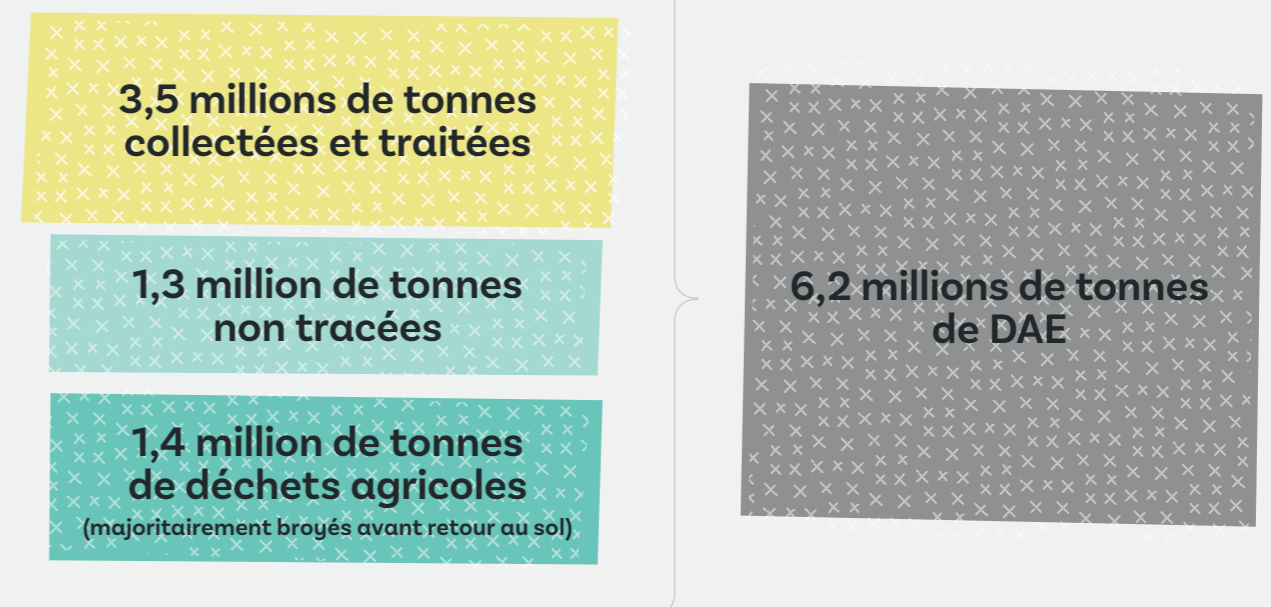 3,5 millions de tonnes
collectées et traitées
1,3 million de tonnes
non tracées
1,4 million de tonnes
de déchets agricoles
(majoritairement broyés avant retour au sol)
6,2 millions de tonnes
de DAE